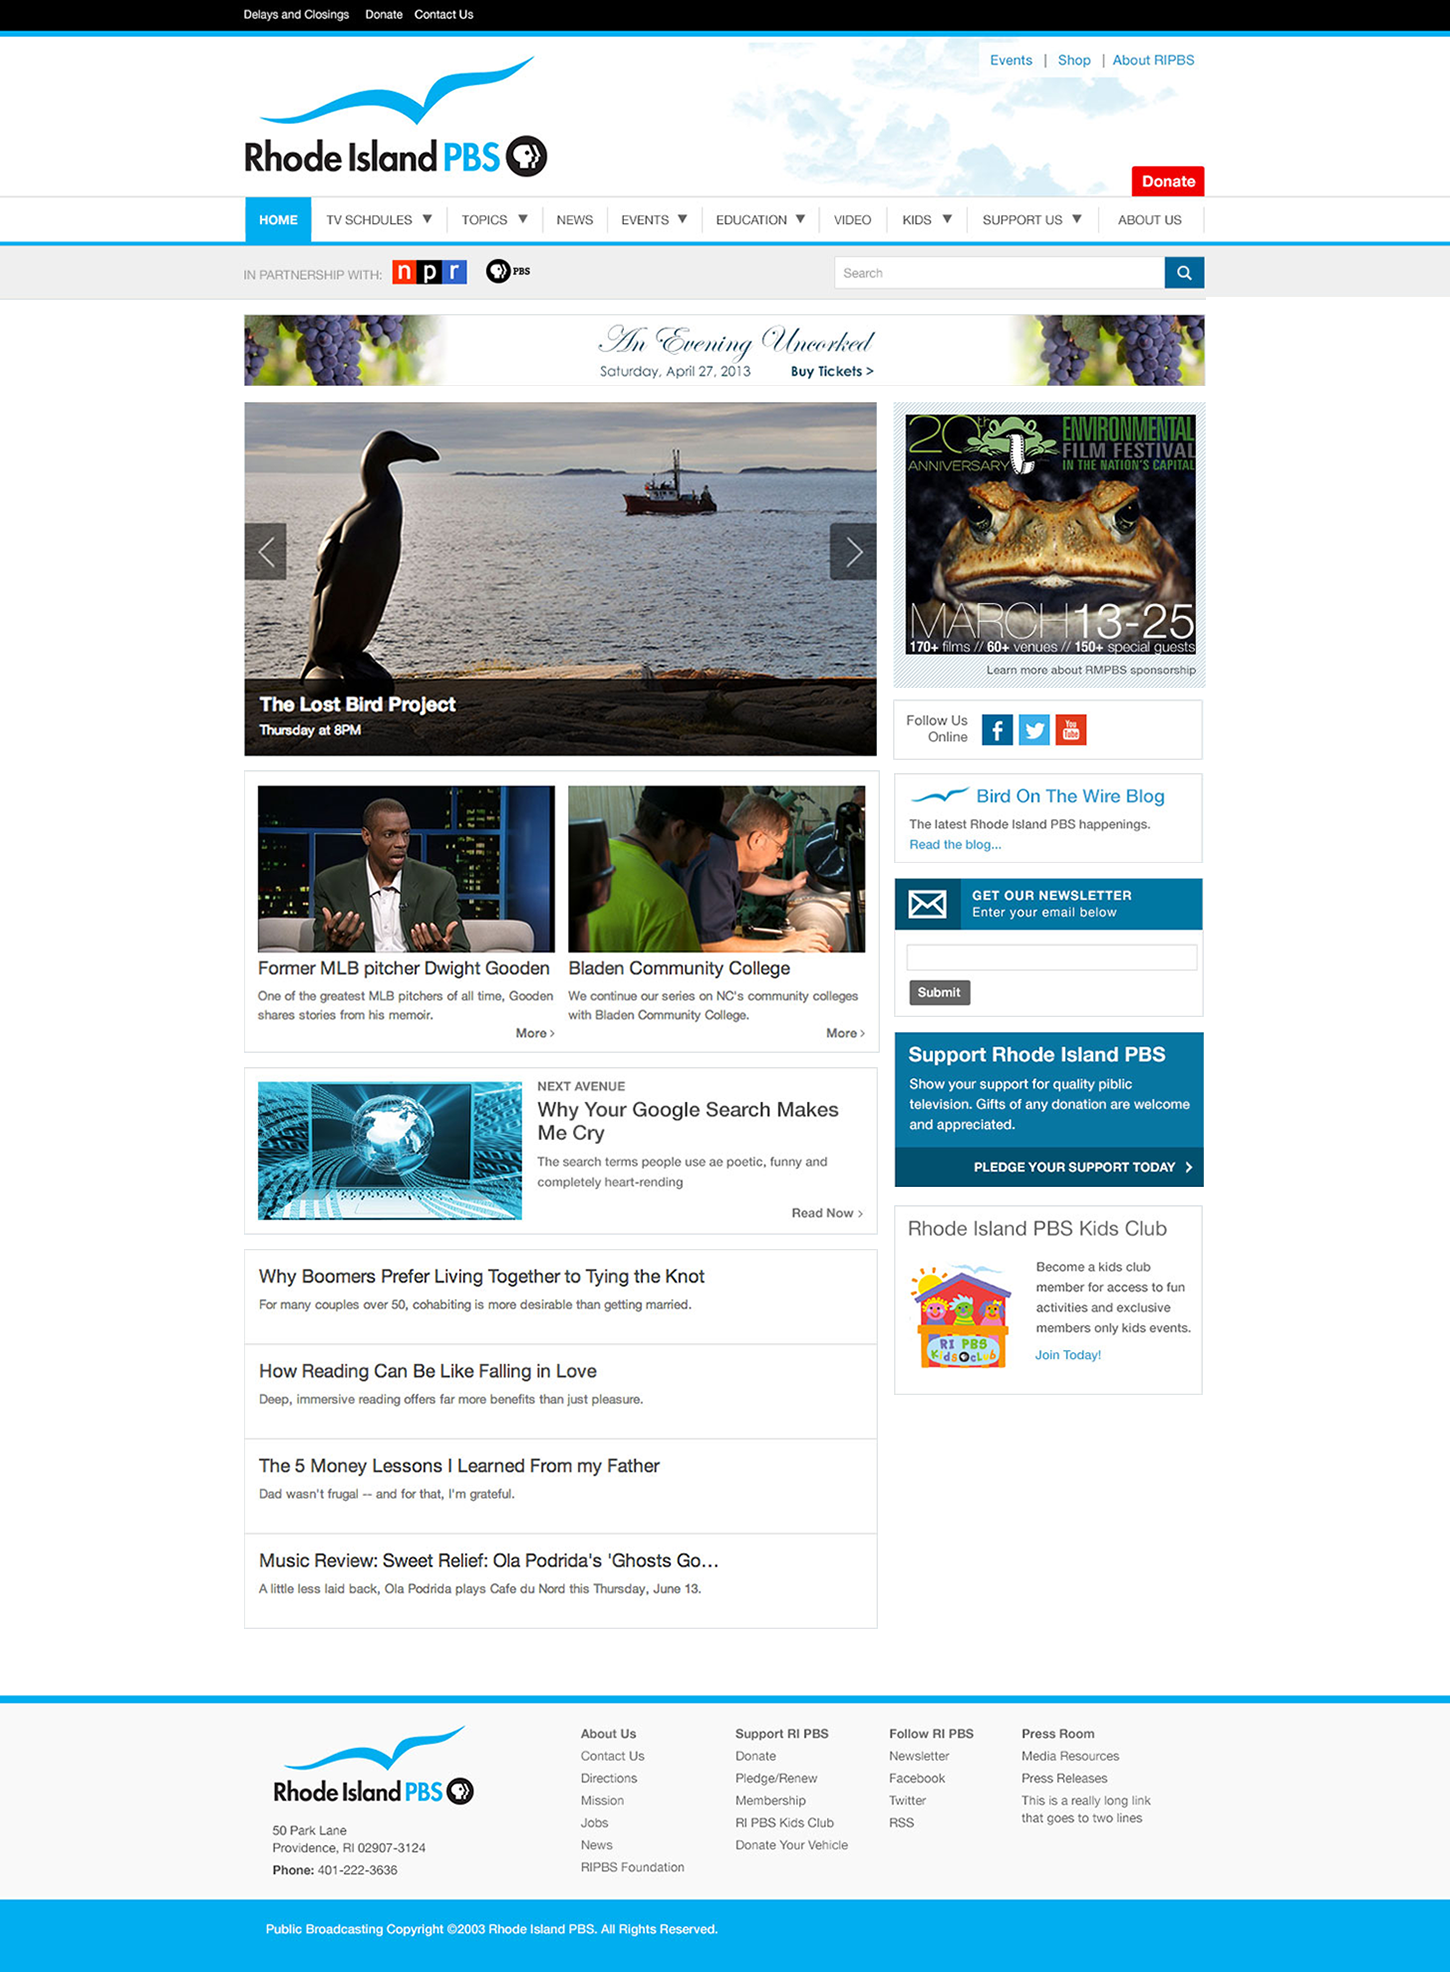 Delays and Closings Donate Contact Us
Events | Shop | About RIPBS
Rhode Island PBS
Donate
HOME TV SCHDULES TOPICS NEWS EVENTS EDUCATION VIDEO KIDS SUPPORT US ABOUT US
IN PARTNERSHIP WITH: npr PBS
Search
An Evening Uncorked
Saturday, April 27, 2013 Buy Tickets >
The Lost Bird Project
Thursday at 8PM
20th ANNIVERSARY
ENVIRONMENTAL
FILM FESTIVAL
IN THE NATION'S CAPITAL
MARCH 13-25
170+ films // 60+ venues // 150+ special guests
Learn more about RMPBS sponsorship
Follow Us
Online
You
Tube
Bird On The Wire Blog
The latest Rhode Island PBS happenings.
Read the blog...
GET OUR NEWSLETTER
Enter your email below
Submit
Support Rhode Island PBS
Show your support for quality piblic
television. Gifts of any donation are welcome
and appreciated.
PLEDGE YOUR SUPPORT TODAY >
Rhode Island PBS Kids Club
Become a kids club
member for access to fun
activities and exclusive
members only kids events.
Join Today!
RI PBS
Kids Club
Former MLB pitcher Dwight Gooden
One of the greatest MLB pitchers of all time, Gooden
shares stories from his memoir.
More >
Bladen Community College
We continue our series on NC's community colleges
with Bladen Community College.
More >
NEXT AVENUE
Why Your Google Search Makes
Me Cry
The search terms people use ae poetic, funny and
completely heart-rending
Read Now >
Why Boomers Prefer Living Together to Tying the Knot
For many couples over 50, cohabiting is more desirable than getting married.
How Reading Can Be Like Falling in Love
Deep, immersive reading offers far more benefits than just pleasure.
The 5 Money Lessons I Learned From my Father
Dad wasn't frugal -- and for that, I'm grateful.
Music Review: Sweet Relief: Ola Podrida's 'Ghosts Go...
A little less laid back, Ola Podrida plays Cafe du Nord this Thursday, June 13.
Rhode Island PBS
50 Park Lane
Providence, RI 02907-3124
Phone: 401-222-3636
About Us
Contact Us
Directions
Mission
Jobs
News
RIPBS Foundation
Support RI PBS
Donate
Pledge/Renew
Membership
RI PBS Kids Club
Donate Your Vehicle
Follow RI PBS
Newsletter
Facebook
Twitter
RSS
Press Room
Media Resources
Press Releases
This is a really long link
that goes to two lines
Public Broadcasting Copyright ©2003 Rhode Island PBS. All Rights Reserved.